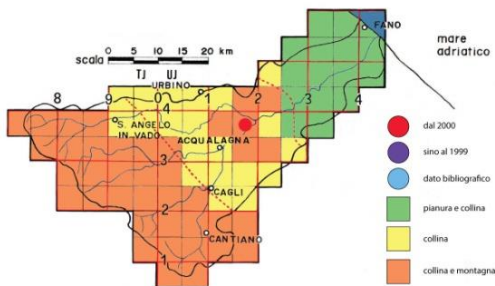 FANO
mare
adriatico
scala 0 5 10 15 20 km
TJ UJ
URBINO
8 9 0 1 2 3 4
S. ANGELO
IN VADO
ACQUALAGNA
4
3
CAGLI
2
CANTIANO
1
dal 2000
sino al 1999
dato bibliografico
pianura e collina
collina
collina e montagna